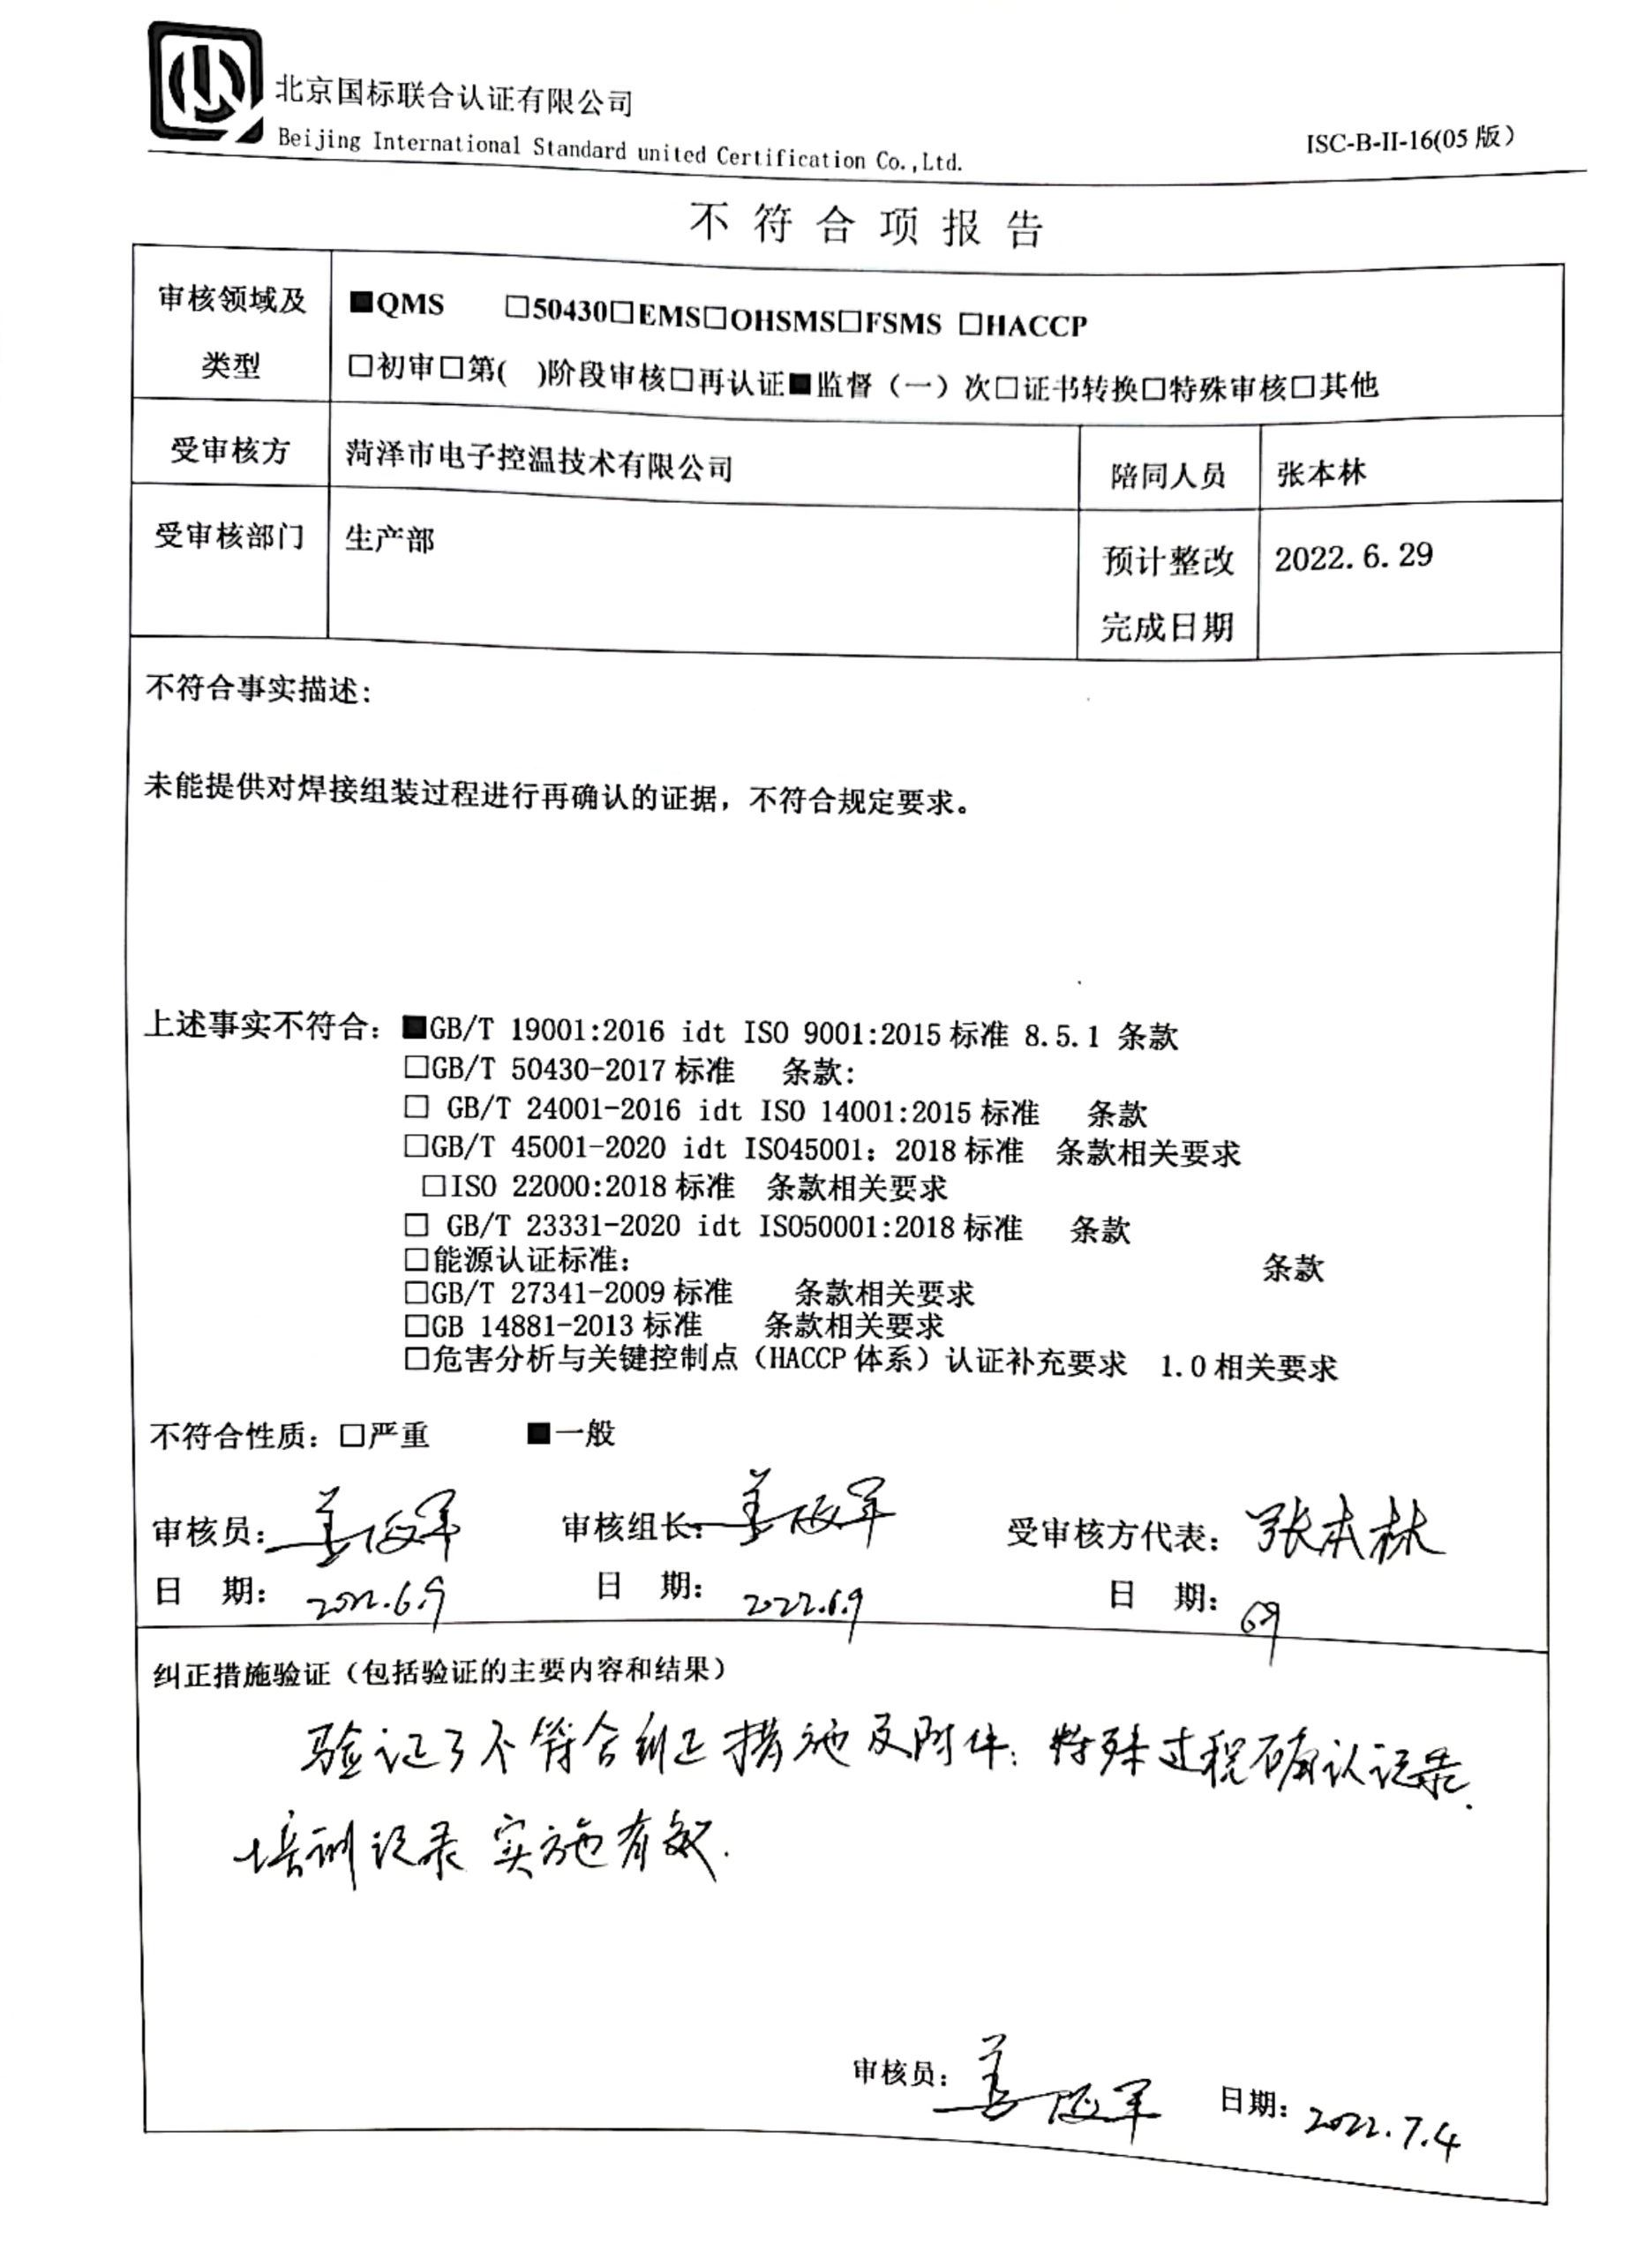 北京国标联合认证有限公司
Beijing International Standard united Certification Co.,Ltd.
ISC-B-II-16(05 版）
不符合项报告
审核领域及类型
■QMS □50430□EMS□OHSMS□FSMS □HACCP
□初审□第( )阶段审核□再认证■监督（一）次□证书转换□特殊审核□其他
受审核方 菏泽市电子控温技术有限公司 陪同人员 张本林
受审核部门 生产部 预计整改完成日期 2022.6.29
不符合事实描述：
未能提供对焊接组装过程进行再确认的证据，不符合规定要求。
上述事实不符合：■GB/T 19001:2016 idt ISO 9001:2015 标准 8.5.1 条款
□GB/T 50430-2017 标准 条款：
□ GB/T 24001-2016 idt ISO 14001:2015 标准 条款
□GB/T 45001-2020 idt ISO45001：2018 标准 条款相关要求
□ISO 22000:2018 标准 条款相关要求
□ GB/T 23331-2020 idt ISO50001:2018 标准 条款
□能源认证标准： 条款
□GB/T 27341-2009 标准 条款相关要求
□GB 14881-2013 标准 条款相关要求
□危害分析与关键控制点（HACCP 体系）认证补充要求 1.0 相关要求
不符合性质：□严重 ■一般
审核员： 审核组长： 受审核方代表：张本林
日 期：2022.6.9 日 期：2022.6.9 日 期：6.9
纠正措施验证（包括验证的主要内容和结果）
验证了不符合纠正措施及附件：特殊过程确认记录.
培训记录 实施有效.
审核员： 日期：2022.7.4